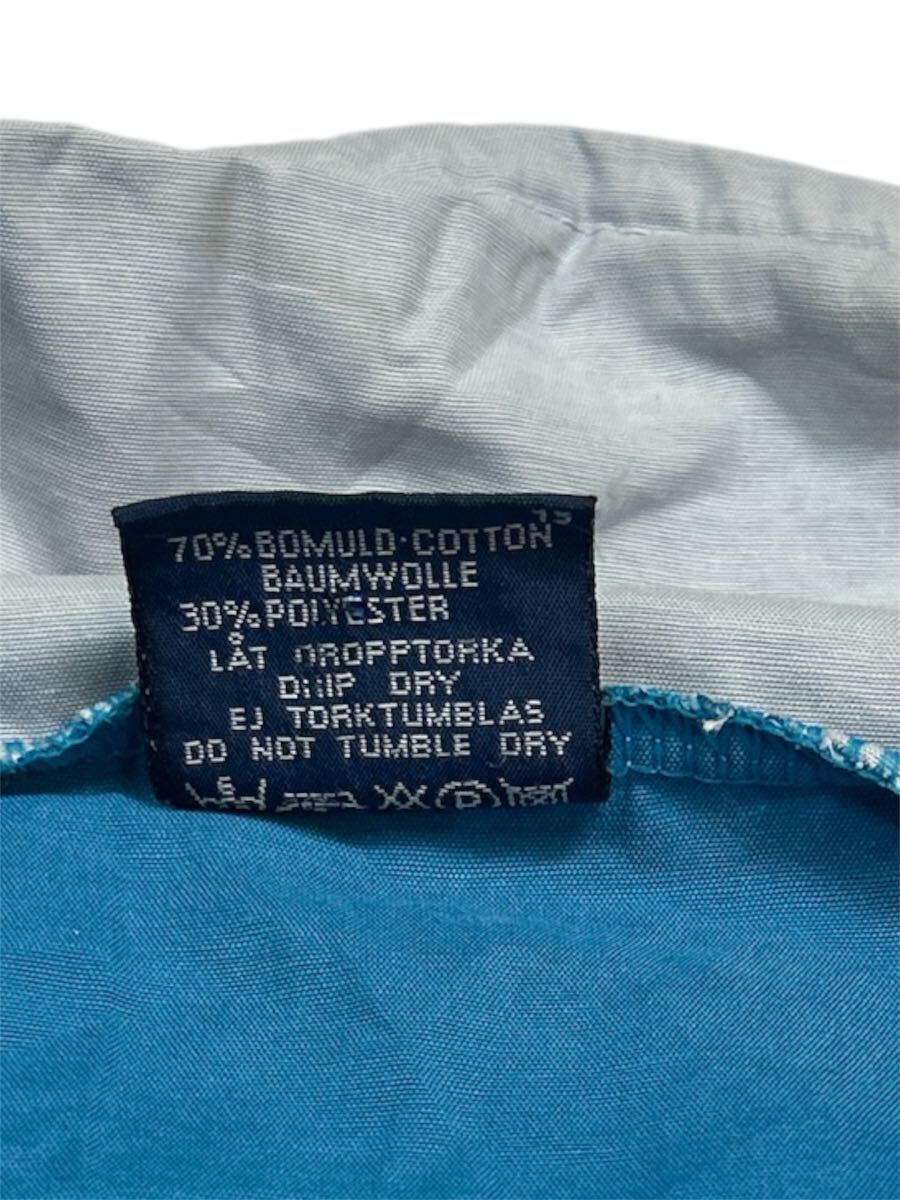 70% BOMULD·COTTON
BAUMWOLLE
30% POLYESTER
LÅT DROPPTORKA
DRIP DRY
EJ TORKTUMBLAS
DO NOT TUMBLE DRY
P